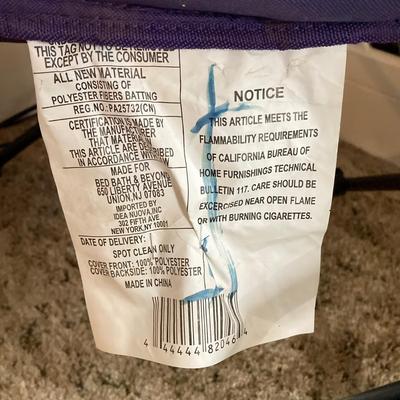 THIS TAG NOT TO BE REMOVED
EXCEPT BY THE CONSUMER
ALL NEW MATERIAL
CONSISTING OF
POLYESTER FIBERS BATTING
REG.NO:PA25732(CN)
CERTIFICATION IS MADE BY
THE MANUFACTURER
THAT MATERIALS
THIS ARTICLE ARE DE
IN ACCORDANCE WITH
MADE FOR
BED BATH & BEYOND
650 LIBERTY AVENUE
UNION, NJ 07083
IMPORTED BY
IDEA NUOVA, INC
302 FIFTH AVE
NEW YORK, NY 10001
DATE OF DELIVERY:
SPOT CLEAN ONLY
COVER FRONT: 100% POLYESTER
COVER BACKSIDE: 100% POLYESTER
MADE IN CHINA
4 44444 82046 4
NOTICE
THIS ARTICLE MEETS THE
FLAMMABILITY REQUIREMENTS
OF CALIFORNIA BUREAU OF
HOME FURNISHINGS TECHNICAL
BULLETIN 117. CARE SHOULD BE
EXCERCISED NEAR OPEN FLAME
OR WITH BURNING CIGARETTES.